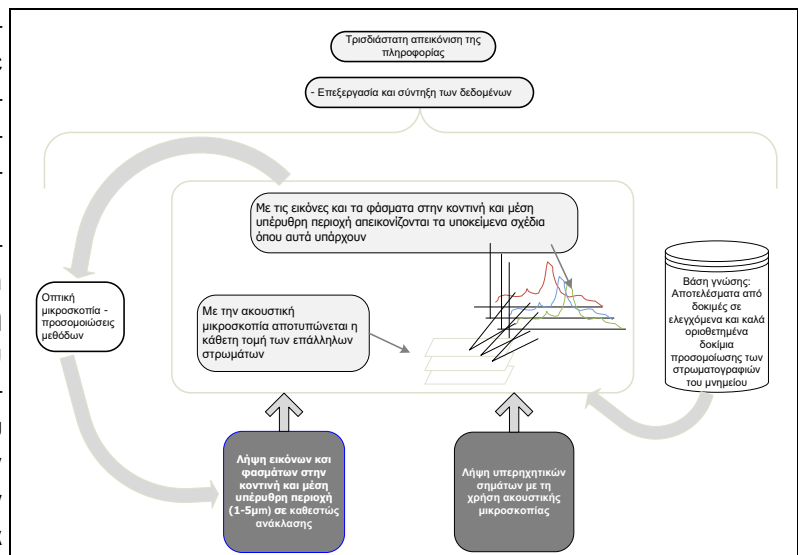 Τρισδιάστατη απεικόνιση της
πληροφορίας
- Επεξεργασία και σύντηξη των δεδομένων
Με τις εικόνες και τα φάσματα στην κοντινή και μέση
υπέρυθρη περιοχή απεικονίζονται τα υποκείμενα σχέδια
όπου αυτά υπάρχουν
Οπτική
μικροσκοπία -
προσομοιώσεις
μεθόδων
Με την ακουστική
μικροσκοπία αποτυπώνεται η
κάθετη τομή των επάλληλων
στρωμάτων
Βάση γνώσης:
Αποτελέσματα από
δοκιμές σε
ελεγχόμενα και καλά
οριοθετημένα
δοκίμια
προσομοίωσης των
στρωματογραφιών
του μνημείου
Λήψη εικόνων κσι
φασμάτων στην
κοντινή και μέση
υπέρυθρη περιοχή
(1-5μm) σε καθεστώς
ανάκλασης
Λήψη υπερηχητικών
σημάτων με τη
χρήση ακουστικής
μικροσκοπίας